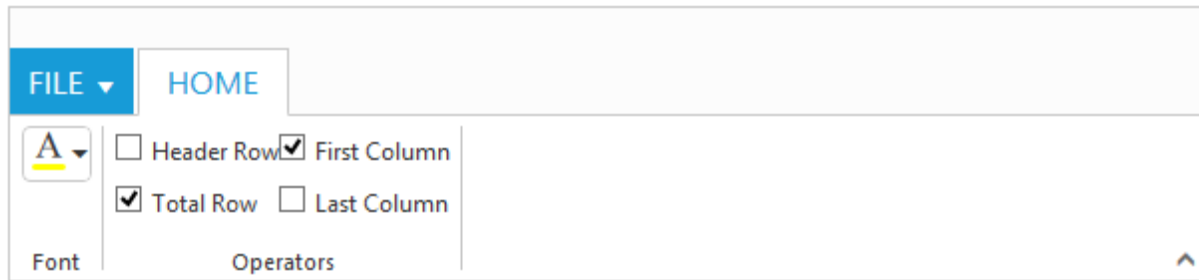 FILE HOME
A
Header Row First Column
Total Row Last Column
Font Operators